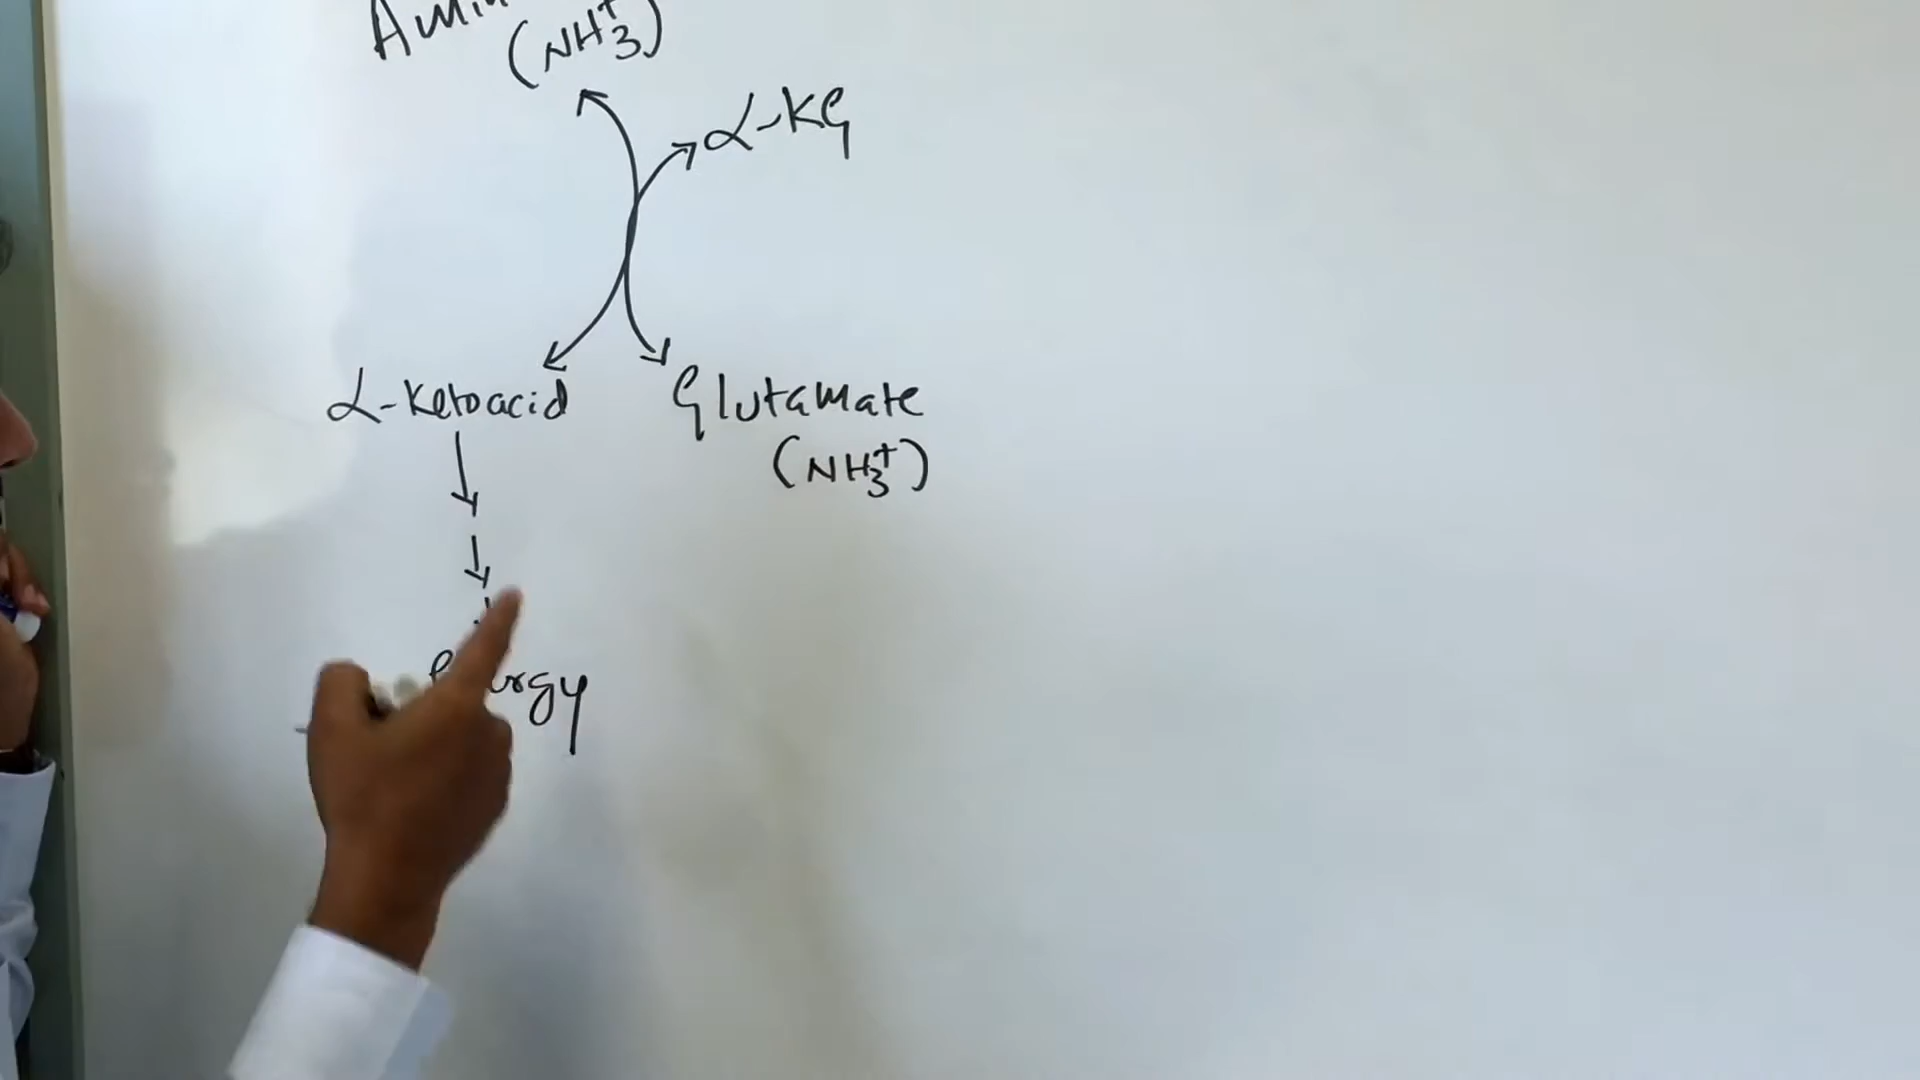 (NH3+)
α-KG
α-Ketoacid
Glutamate
(NH3+)